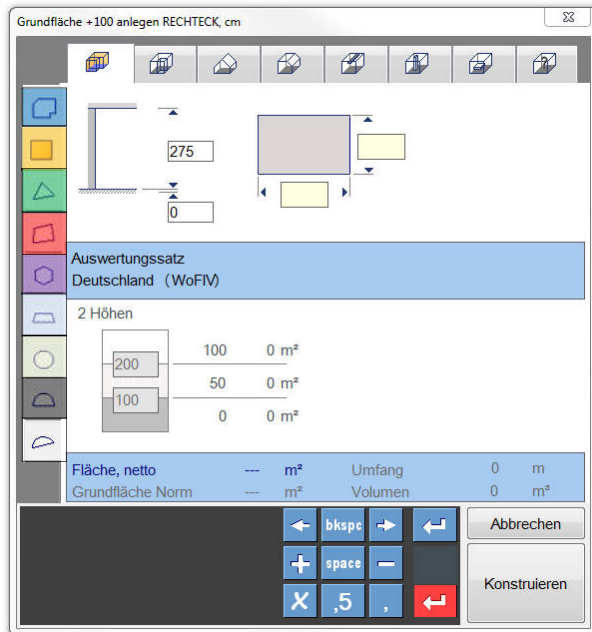 Grundfläche +100 anlegen RECHTECK, cm
275
0
Auswertungssatz
Deutschland (WoFlV)
2 Höhen
200
100 0 m²
50 0 m²
100
0 0 m²
Fläche, netto --- m² Umfang 0 m
Grundfläche Norm --- m² Volumen 0 m³
bkspc
Abbrechen
+ space −
Konstruieren
X ,5 ,